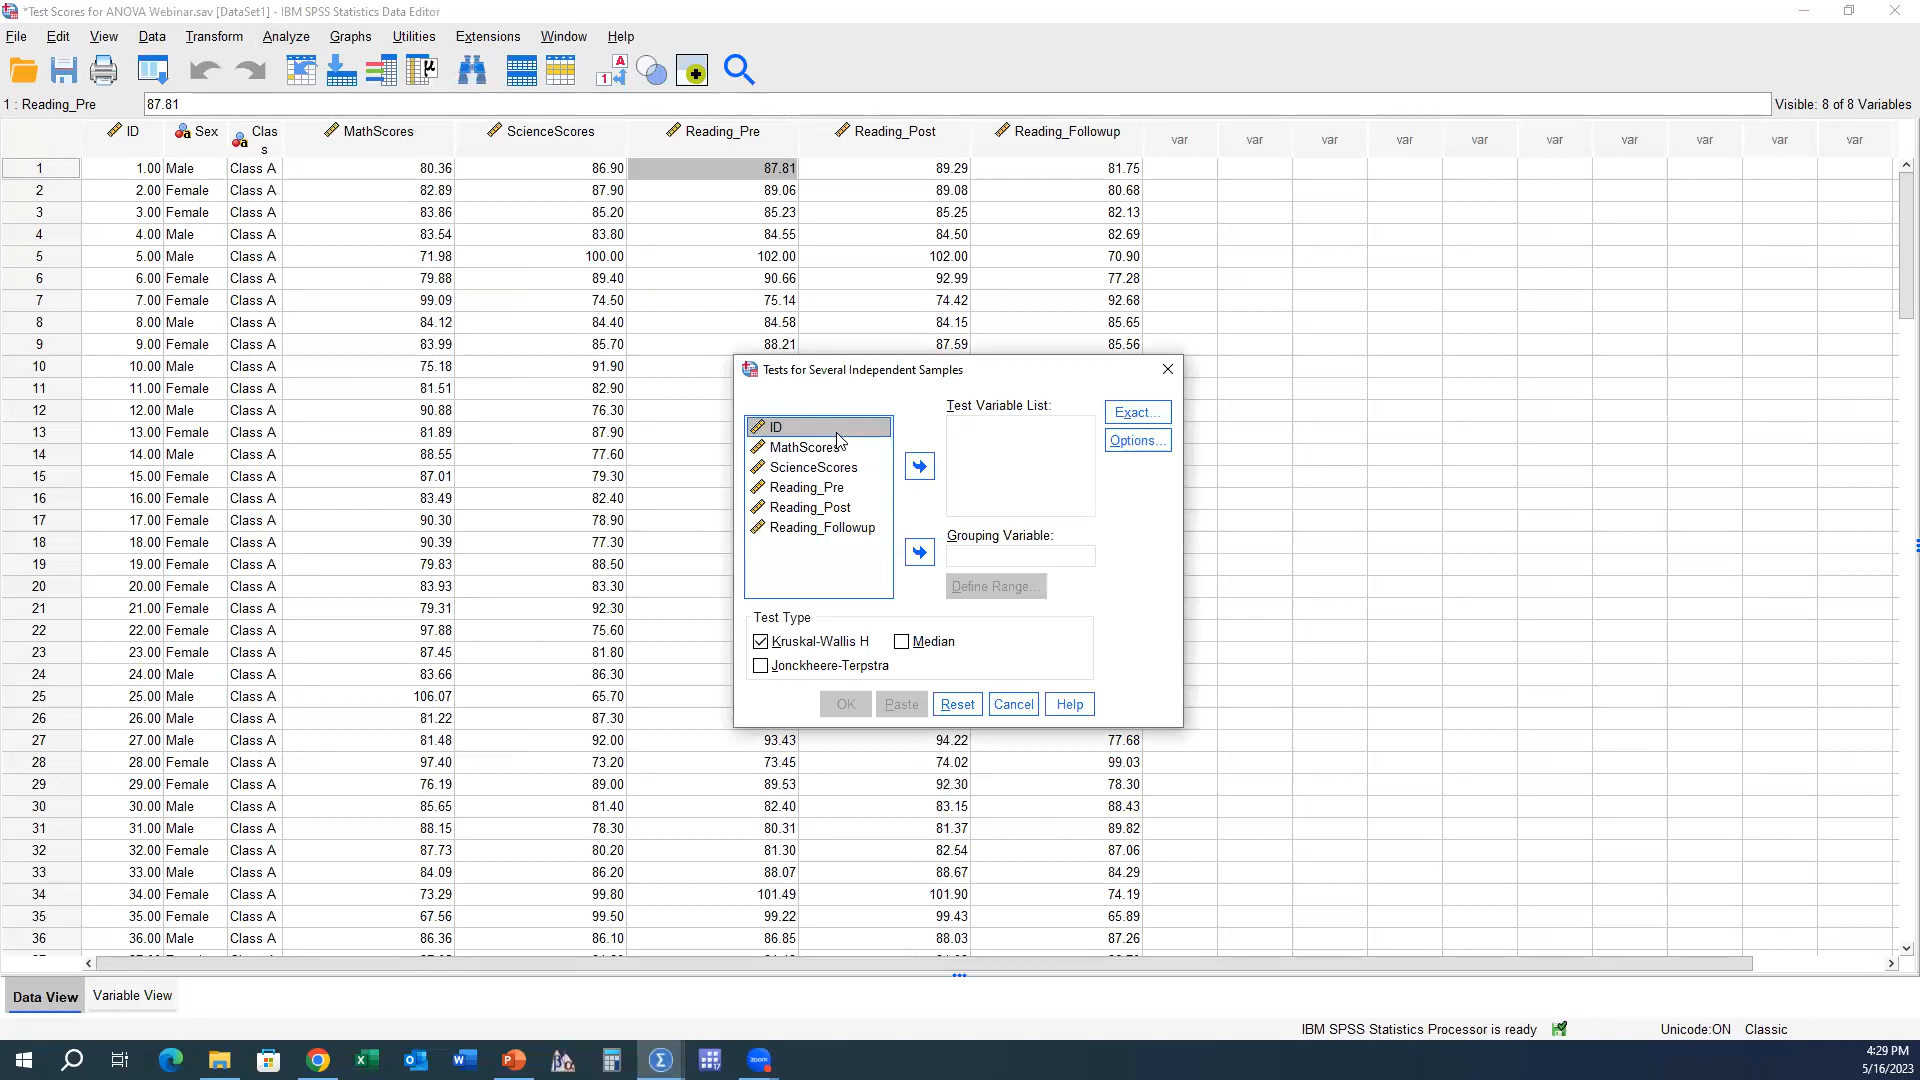 *Test Scores for ANOVA Webinar.sav [DataSet1] - IBM SPSS Statistics Data Editor
File Edit View Data Transform Analyze Graphs Utilities Extensions Window Help
1 : Reading_Pre 87.81 Visible: 8 of 8 Variables
ID Sex Clas
s MathScores ScienceScores Reading_Pre Reading_Post Reading_Followup var var var var var var var var var var
1 1.00 Male Class A 80.36 86.90 87.81 89.29 81.75
2 2.00 Female Class A 82.89 87.90 89.06 89.08 80.68
3 3.00 Female Class A 83.86 85.20 85.23 85.25 82.13
4 4.00 Male Class A 83.54 83.80 84.55 84.50 82.69
5 5.00 Male Class A 71.98 100.00 102.00 102.00 70.90
6 6.00 Female Class A 79.88 89.40 90.66 92.99 77.28
7 7.00 Female Class A 99.09 74.50 75.14 74.42 92.68
8 8.00 Male Class A 84.12 84.40 84.58 84.15 85.65
9 9.00 Female Class A 83.99 85.70 88.21 87.59 85.56
10 10.00 Male Class A 75.18 91.90
11 11.00 Female Class A 81.51 82.90
12 12.00 Male Class A 90.88 76.30
13 13.00 Female Class A 81.89 87.90
14 14.00 Male Class A 88.55 77.60
15 15.00 Female Class A 87.01 79.30
16 16.00 Female Class A 83.49 82.40
17 17.00 Female Class A 90.30 78.90
18 18.00 Female Class A 90.39 77.30
19 19.00 Female Class A 79.83 88.50
20 20.00 Female Class A 83.93 83.30
21 21.00 Female Class A 79.31 92.30
22 22.00 Female Class A 97.88 75.60
23 23.00 Female Class A 87.45 81.80
24 24.00 Male Class A 83.66 86.30
25 25.00 Male Class A 106.07 65.70
26 26.00 Male Class A 81.22 87.30
27 27.00 Male Class A 81.48 92.00 93.43 94.22 77.68
28 28.00 Female Class A 97.40 73.20 73.45 74.02 99.03
29 29.00 Female Class A 76.19 89.00 89.53 92.30 78.30
30 30.00 Male Class A 85.65 81.40 82.40 83.15 88.43
31 31.00 Male Class A 88.15 78.30 80.31 81.37 89.82
32 32.00 Female Class A 87.73 80.20 81.30 82.54 87.06
33 33.00 Male Class A 84.09 86.20 88.07 88.67 84.29
34 34.00 Female Class A 73.29 99.80 101.49 101.90 74.19
35 35.00 Female Class A 67.56 99.50 99.22 99.43 65.89
36 36.00 Male Class A 86.36 86.10 86.85 88.03 87.26
Tests for Several Independent Samples
ID
MathScores
ScienceScores
Reading_Pre
Reading_Post
Reading_Followup
Test Variable List:
Exact...
Options...
Grouping Variable:
Define Range...
Test Type
Kruskal-Wallis H Median
Jonckheere-Terpstra
OK Paste Reset Cancel Help
Data View Variable View
IBM SPSS Statistics Processor is ready Unicode:ON Classic
zoom
4:29 PM
5/16/2023